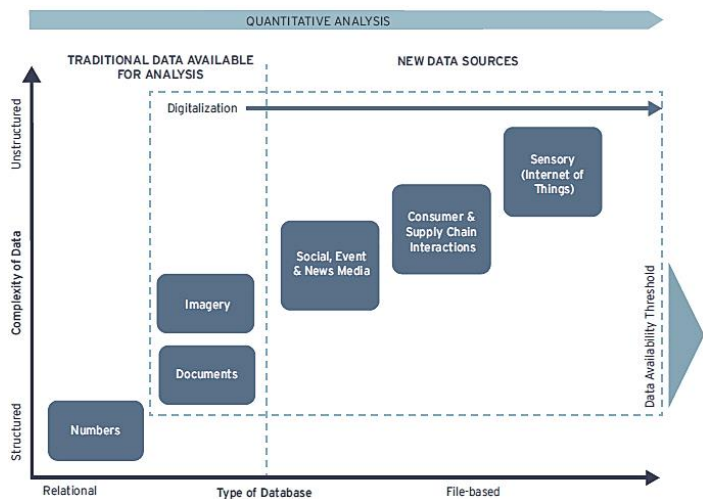 QUANTITATIVE ANALYSIS
TRADITIONAL DATA AVAILABLE
FOR ANALYSIS
NEW DATA SOURCES
Unstructured
Complexity of Data
Structured
Digitalization
Sensory
(Internet of
Things)
Consumer &
Supply Chain
Interactions
Social, Event
& News Media
Imagery
Documents
Numbers
Data Availability Threshold
Relational
Type of Database
File-based